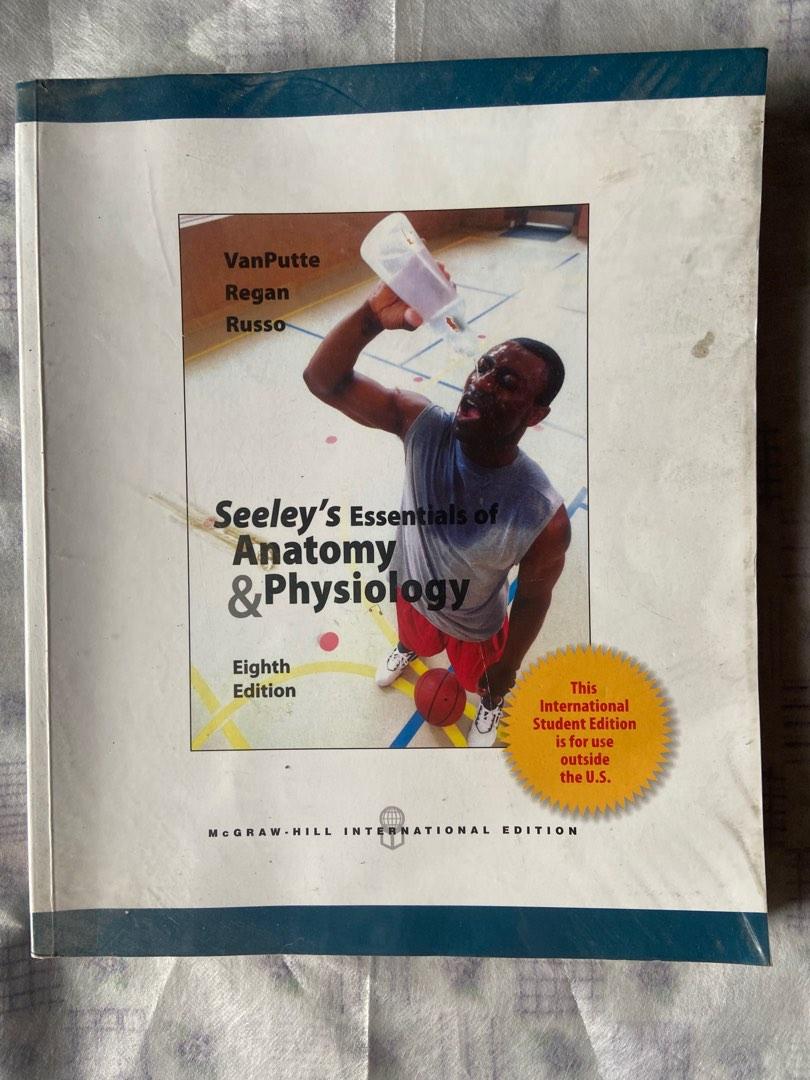 VanPutte
Regan
Russo
Seeley's Essentials of
Anatomy
&Physiology
Eighth
Edition
This
International
Student Edition
is for use
outside
the U.S.
McGRAW-HILL INTERNATIONAL EDITION